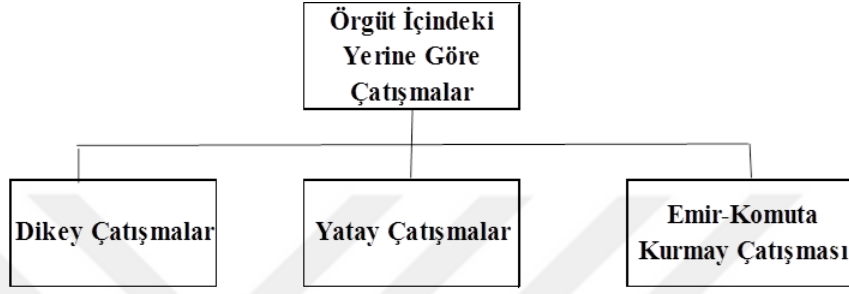 Örgüt İçindeki
Yerine Göre
Çatışmalar
Dikey Çatışmalar
Yatay Çatışmalar
Emir-Komuta
Kurmay Çatışması